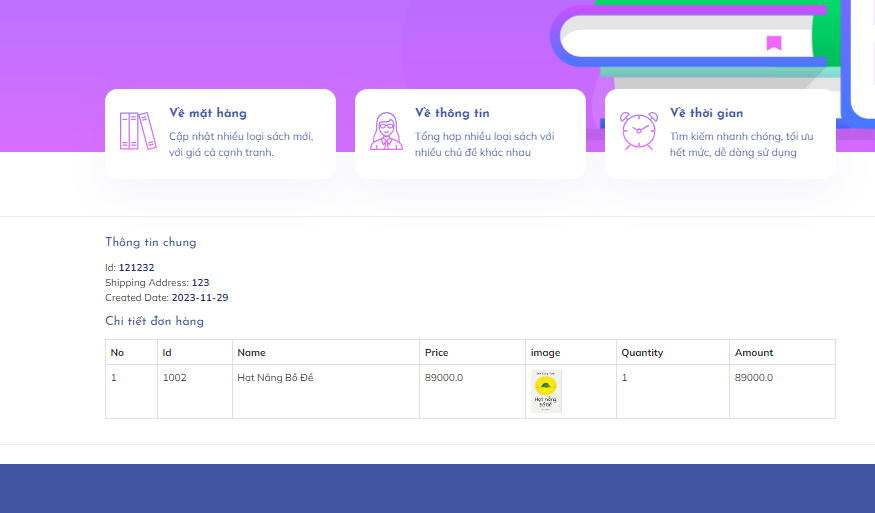 Về mặt hàng
Cập nhật nhiều loại sách mới,
với giá cả cạnh tranh.
Về thông tin
Tổng hợp nhiều loại sách với
nhiều chủ đề khác nhau
Về thời gian
Tìm kiếm nhanh chóng, tối ưu
hết mức, dễ dàng sử dụng
Thông tin chung
Id: 121232
Shipping Address: 123
Created Date: 2023-11-29
Chi tiết đơn hàng
No Id Name Price image Quantity Amount
1 1002 Hạt Nắng Bồ Đề 89000.0 1 89000.0
Hạt nắng
Bồ Đề